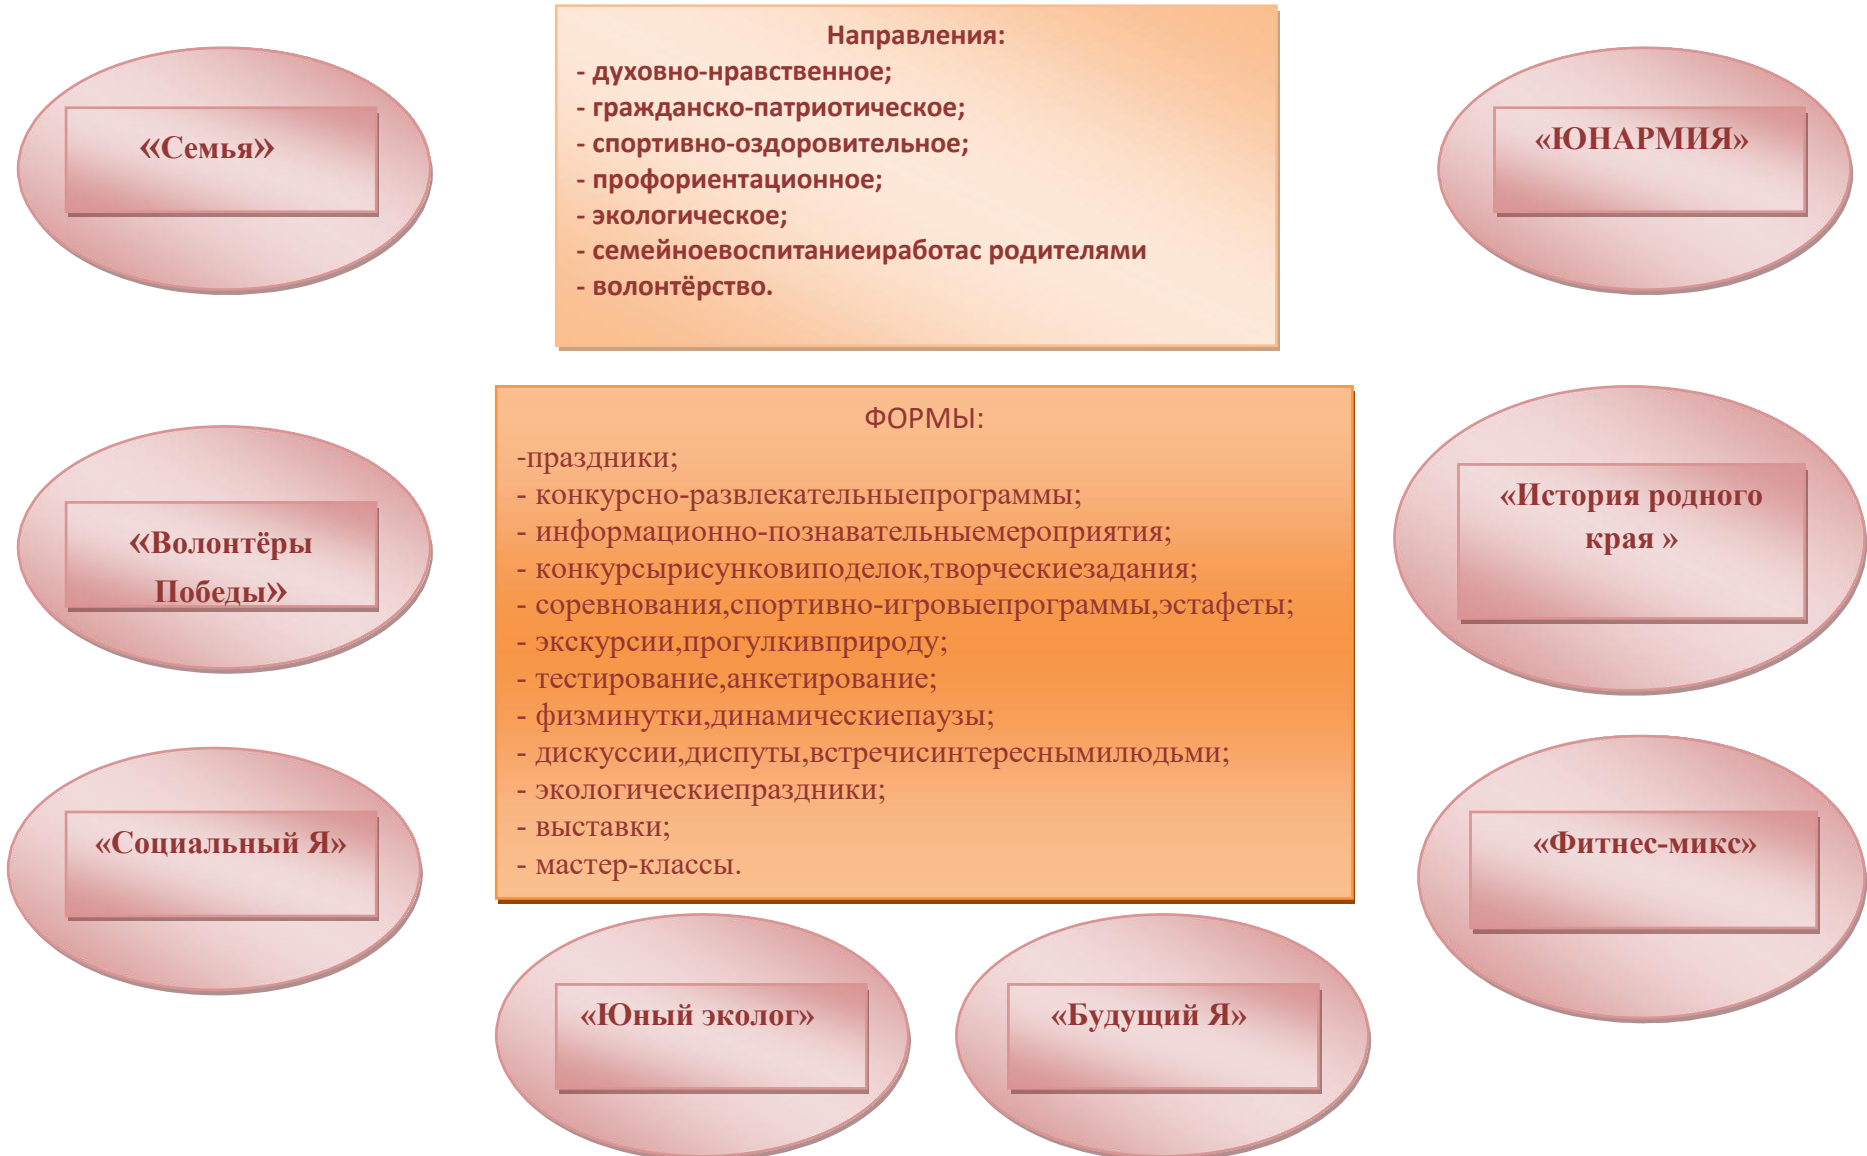 Направления:
- духовно-нравственное;
- гражданско-патриотическое;
- спортивно-оздоровительное;
- профориентационное;
- экологическое;
- семейноевоспитаниеиработас родителями
- волонтёрство.
«Семья»
«ЮНАРМИЯ»
ФОРМЫ:
-праздники;
- конкурсно-развлекательныепрограммы;
- информационно-познавательныемероприятия;
- конкурсырисунковиподелок,творческиезадания;
- соревнования,спортивно-игровыепрограммы,эстафеты;
- экскурсии,прогулкивприроду;
- тестирование,анкетирование;
- физминутки,динамическиепаузы;
- дискуссии,диспуты,встречисинтереснымилюдьми;
- экологическиепраздники;
- выставки;
- мастер-классы.
«Волонтёры
Победы»
«История родного
края »
«Социальный Я»
«Фитнес-микс»
«Юный эколог»
«Будущий Я»